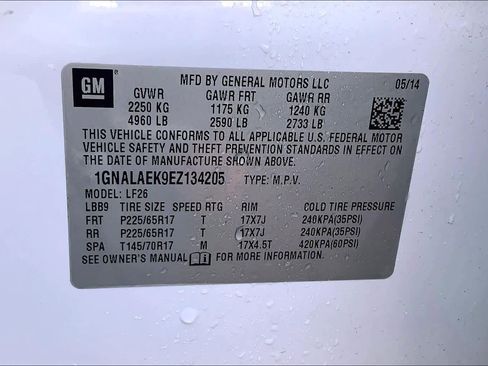 GM
MFD BY GENERAL MOTORS LLC 05/14
GVWR GAWR FRT GAWR RR
2250 KG 1175 KG 1240 KG
4960 LB 2590 LB 2733 LB
THIS VEHICLE CONFORMS TO ALL APPLICABLE U.S. FEDERAL MOTOR
VEHICLE SAFETY AND THEFT PREVENTION STANDARDS IN EFFECT ON
THE DATE OF MANUFACTURE SHOWN ABOVE.
1GNALAEK9EZ134205 TYPE: M.P.V.
MODEL: LF26
LBB9 TIRE SIZE SPEED RTG RIM COLD TIRE PRESSURE
FRT P225/65R17 T 17X7J 240KPA(35PSI)
RR P225/65R17 T 17X7J 240KPA(35PSI)
SPA T145/70R17 M 17X4.5T 420KPA(60PSI)
SEE OWNER'S MANUAL FOR MORE INFORMATION.